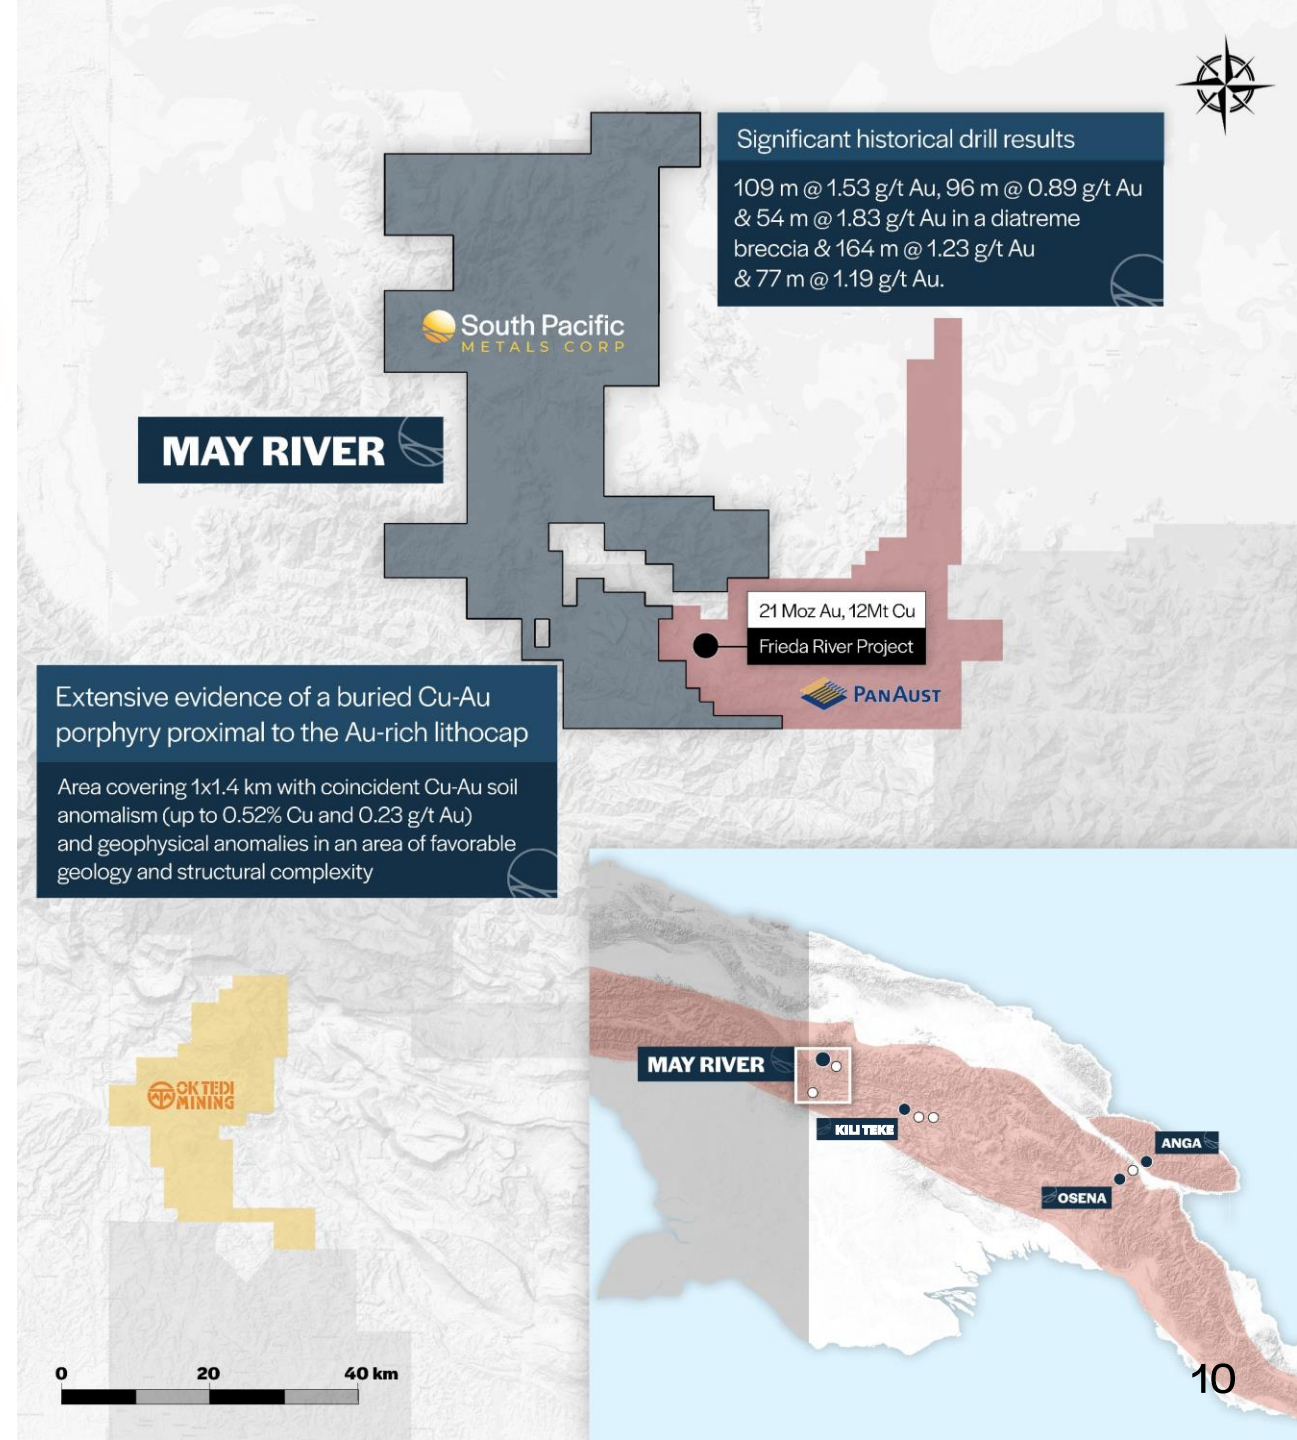 Significant historical drill results
109 m @ 1.53 g/t Au, 96 m @ 0.89 g/t Au
& 54 m @ 1.83 g/t Au in a diatreme
breccia & 164 m @ 1.23 g/t Au
& 77 m @ 1.19 g/t Au.
South Pacific
METALS CORP
MAY RIVER
21 Moz Au, 12Mt Cu
Frieda River Project
PANAUST
Extensive evidence of a buried Cu-Au
porphyry proximal to the Au-rich lithocap
Area covering 1x1.4 km with coincident Cu-Au soil
anomalism (up to 0.52% Cu and 0.23 g/t Au)
and geophysical anomalies in an area of favorable
geology and structural complexity
OK TEDI
MINING
MAY RIVER
KILI TEKE
ANGA
OSENA
0 20 40 km
10